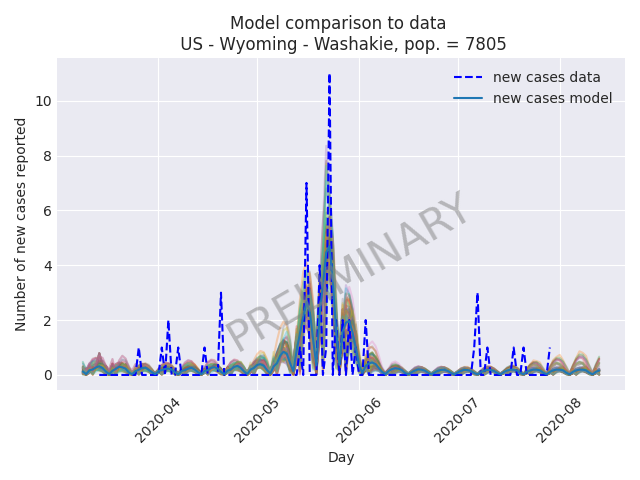 Model comparison to data
US - Wyoming - Washakie, pop. = 7805
new cases data
new cases model
Number of new cases reported
10
8
6
4
2
0
PRELIMINARY
2020-04
2020-05
2020-06
2020-07
2020-08
Day